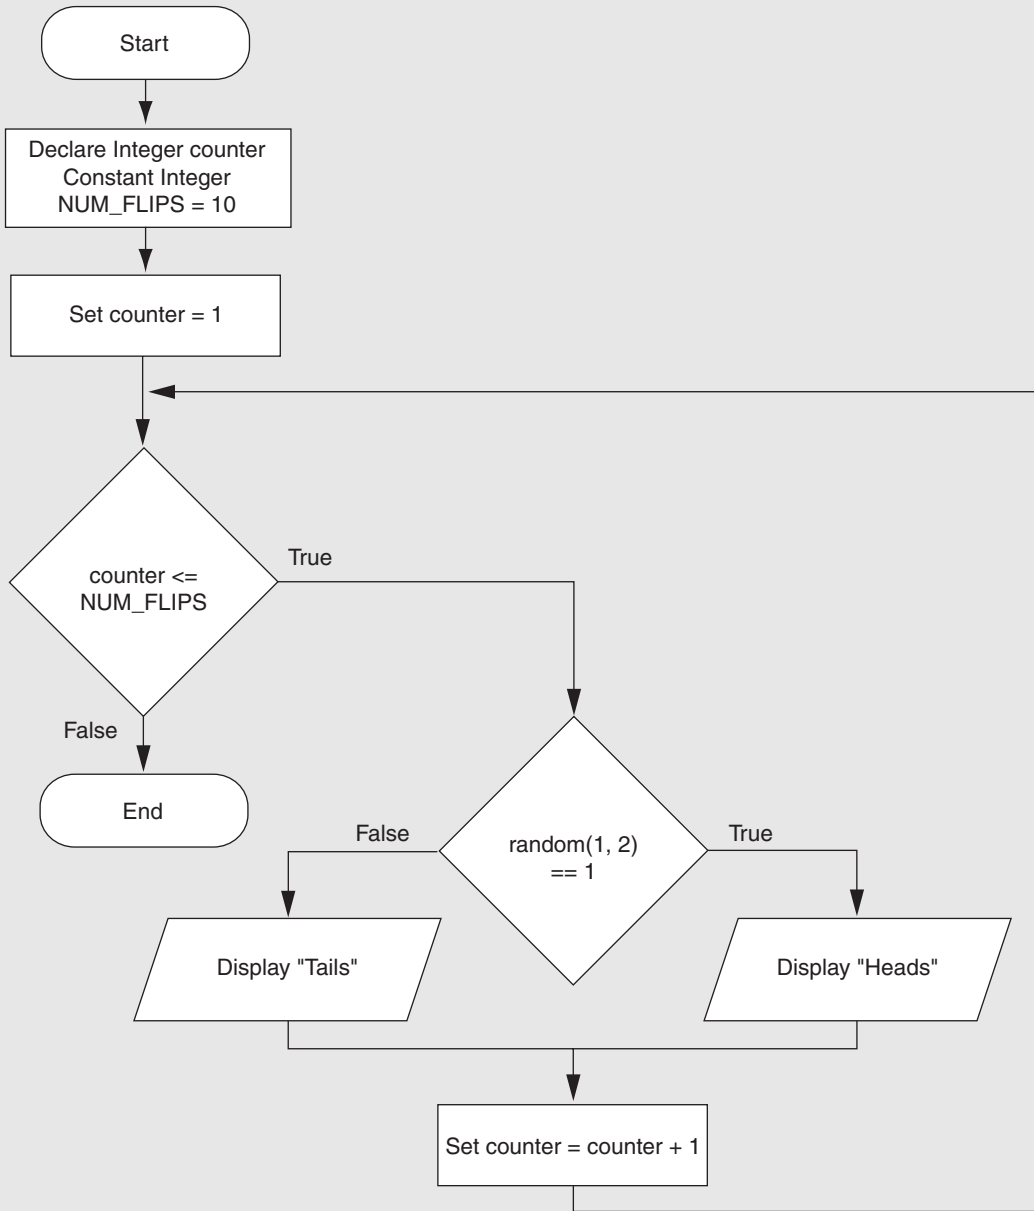 Start
Declare Integer counter
Constant Integer
NUM_FLIPS = 10
Set counter = 1
counter <=
NUM_FLIPS
True
False
End
random(1, 2)
== 1
False
True
Display "Tails"
Display "Heads"
Set counter = counter + 1